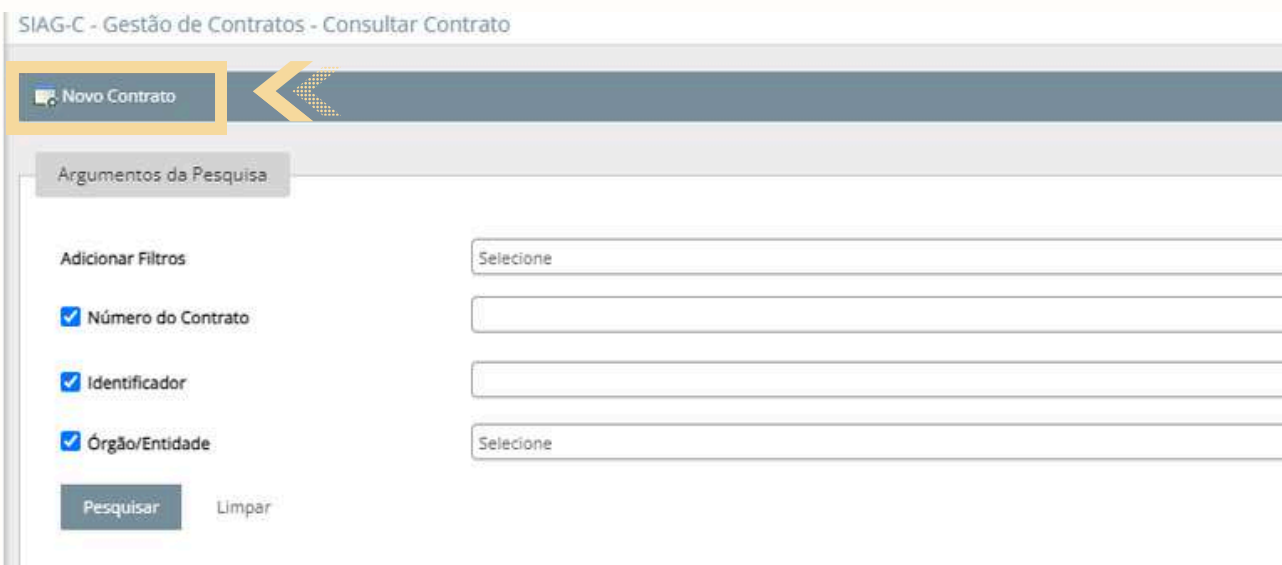 SIAG-C - Gestão de Contratos - Consultar Contrato
Novo Contrato
Argumentos da Pesquisa
Adicionar Filtros
Selecione
Número do Contrato
Identificador
Órgão/Entidade
Selecione
Pesquisar
Limpar